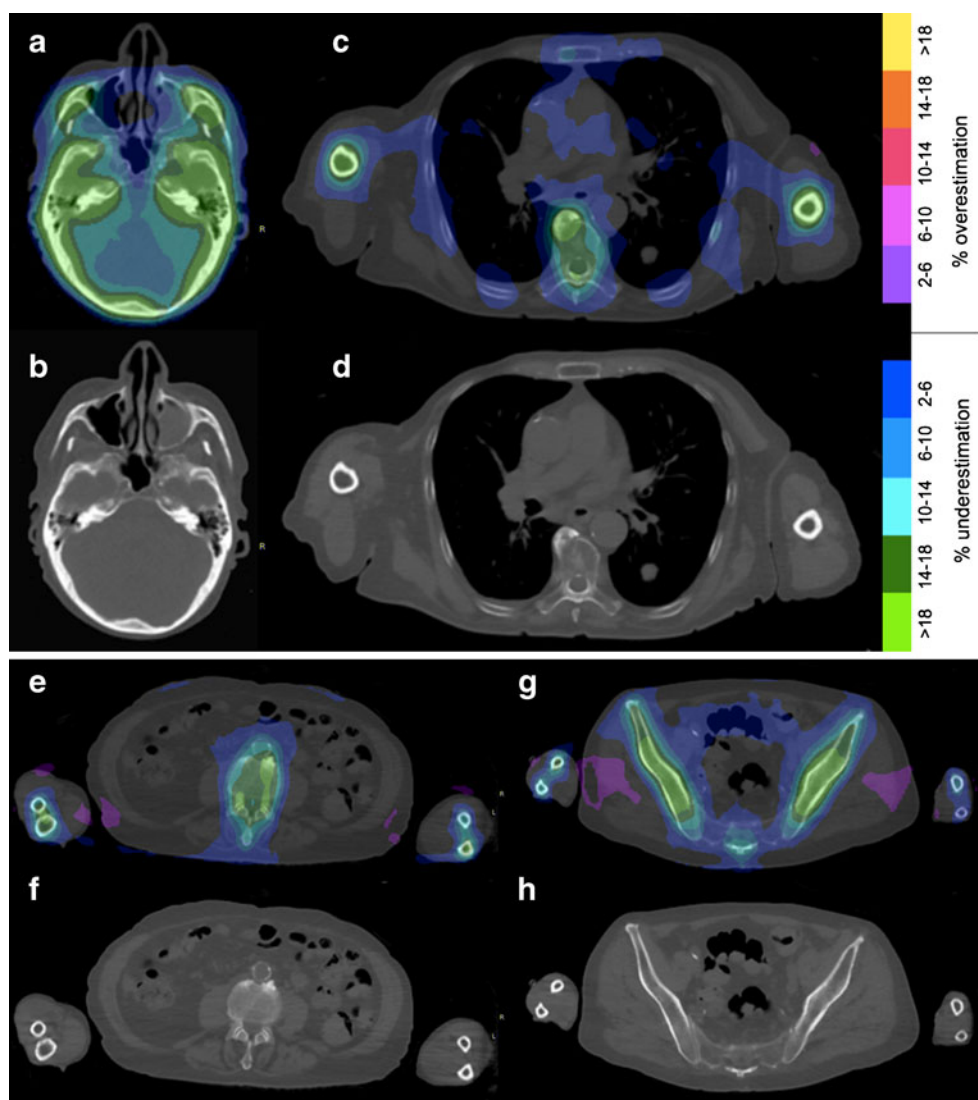 a
c
R
b
d
R
>18
14-18
10-14
6-10
2-6
% overestimation
2-6
6-10
10-14
14-18
>18
% underestimation
e
g
R
L
R
f
h
R
L
R